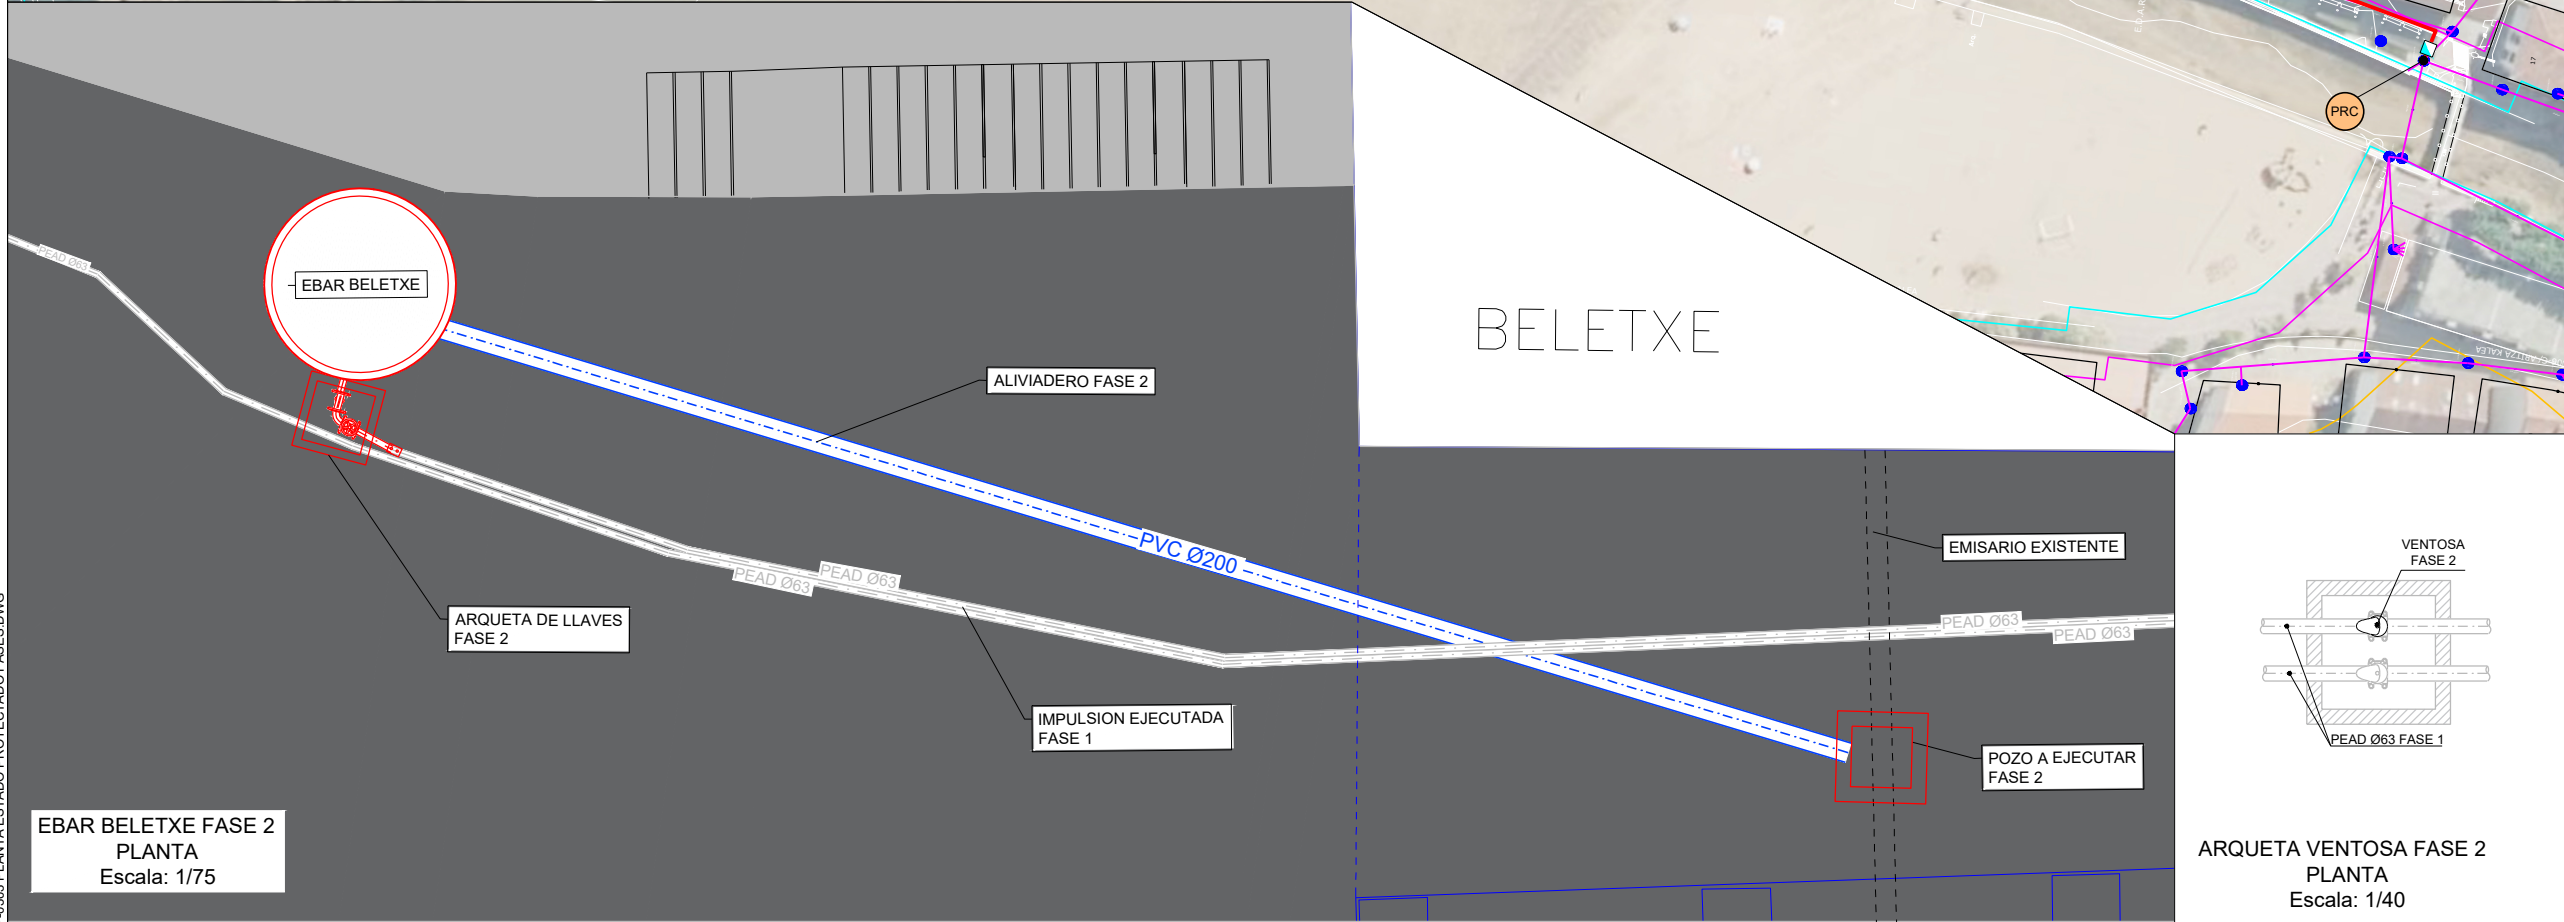 PRC
17
PEAD Ø63
EBAR BELETXE
ALIVIADERO FASE 2
BELETXE
PVC Ø200
PEAD Ø63
PEAD Ø63
EMISARIO EXISTENTE
PEAD Ø63
PEAD Ø63
ARQUETA DE LLAVES
FASE 2
IMPULSION EJECUTADA
FASE 1
POZO A EJECUTAR
FASE 2
VENTOSA
FASE 2
PEAD Ø63 FASE 1
EBAR BELETXE FASE 2
PLANTA
Escala: 1/75
ARQUETA VENTOSA FASE 2
PLANTA
Escala: 1/40